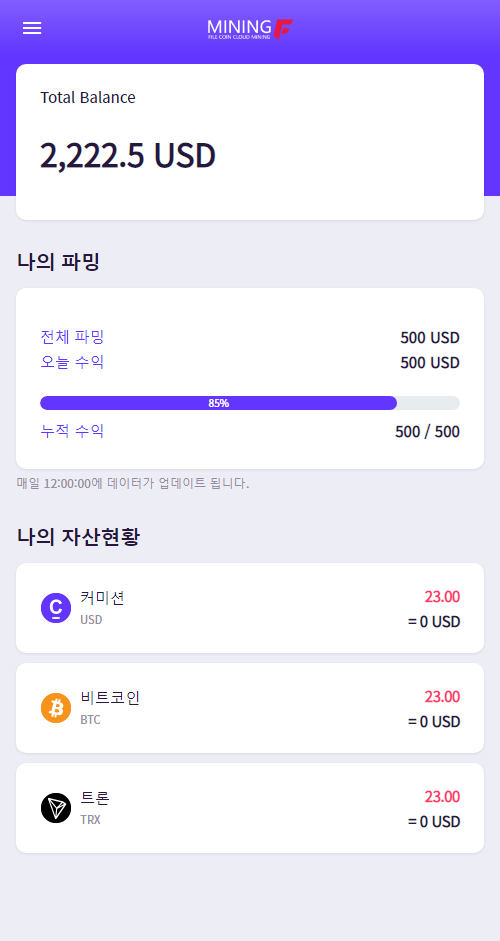 MINING F
FILE COIN CLOUD MINING
Total Balance
2,222.5 USD
나의 파밍
전체 파밍 500 USD
오늘 수익 500 USD
85%
누적 수익 500 / 500
매일 12:00:00에 데이터가 업데이트 됩니다.
나의 자산현황
커미션 23.00
USD = 0 USD
비트코인 23.00
BTC = 0 USD
트론 23.00
TRX = 0 USD